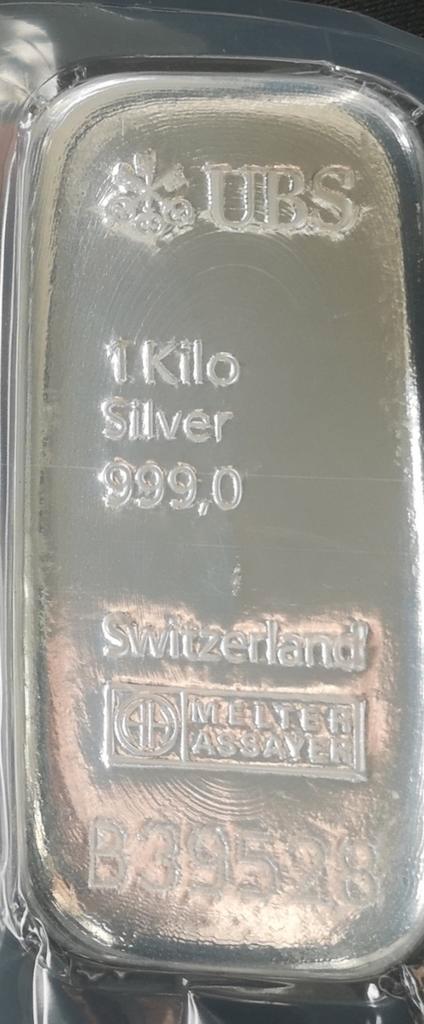 UBS
1 Kilo
Silver
999,0
Switzerland
MELTER
ASSAYER
B39528